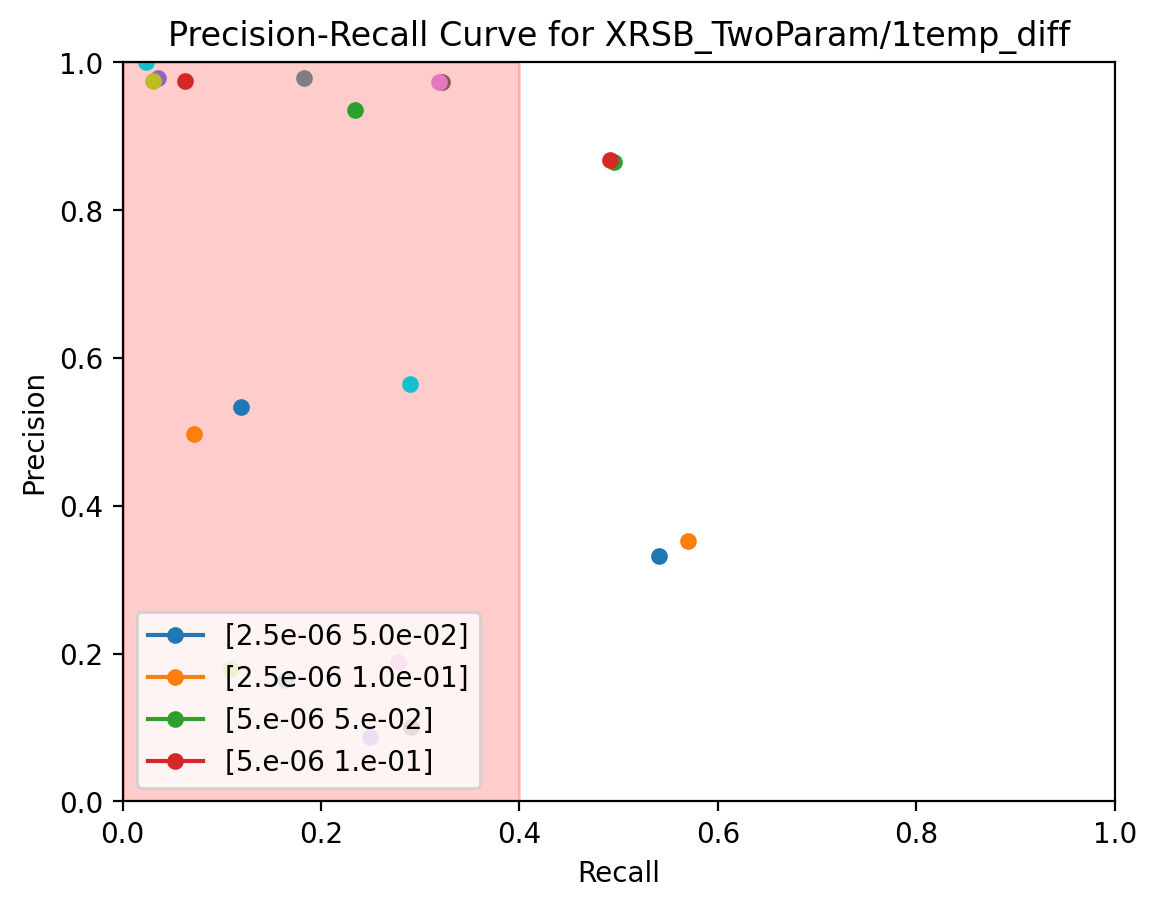 Precision-Recall Curve for XRSB_TwoParam/1temp_diff
1.0
0.8
0.6
0.4
0.2
0.0
Precision
[2.5e-06 5.0e-02]
[2.5e-06 1.0e-01]
[5.e-06 5.e-02]
[5.e-06 1.e-01]
0.0 0.2 0.4 0.6 0.8 1.0
Recall